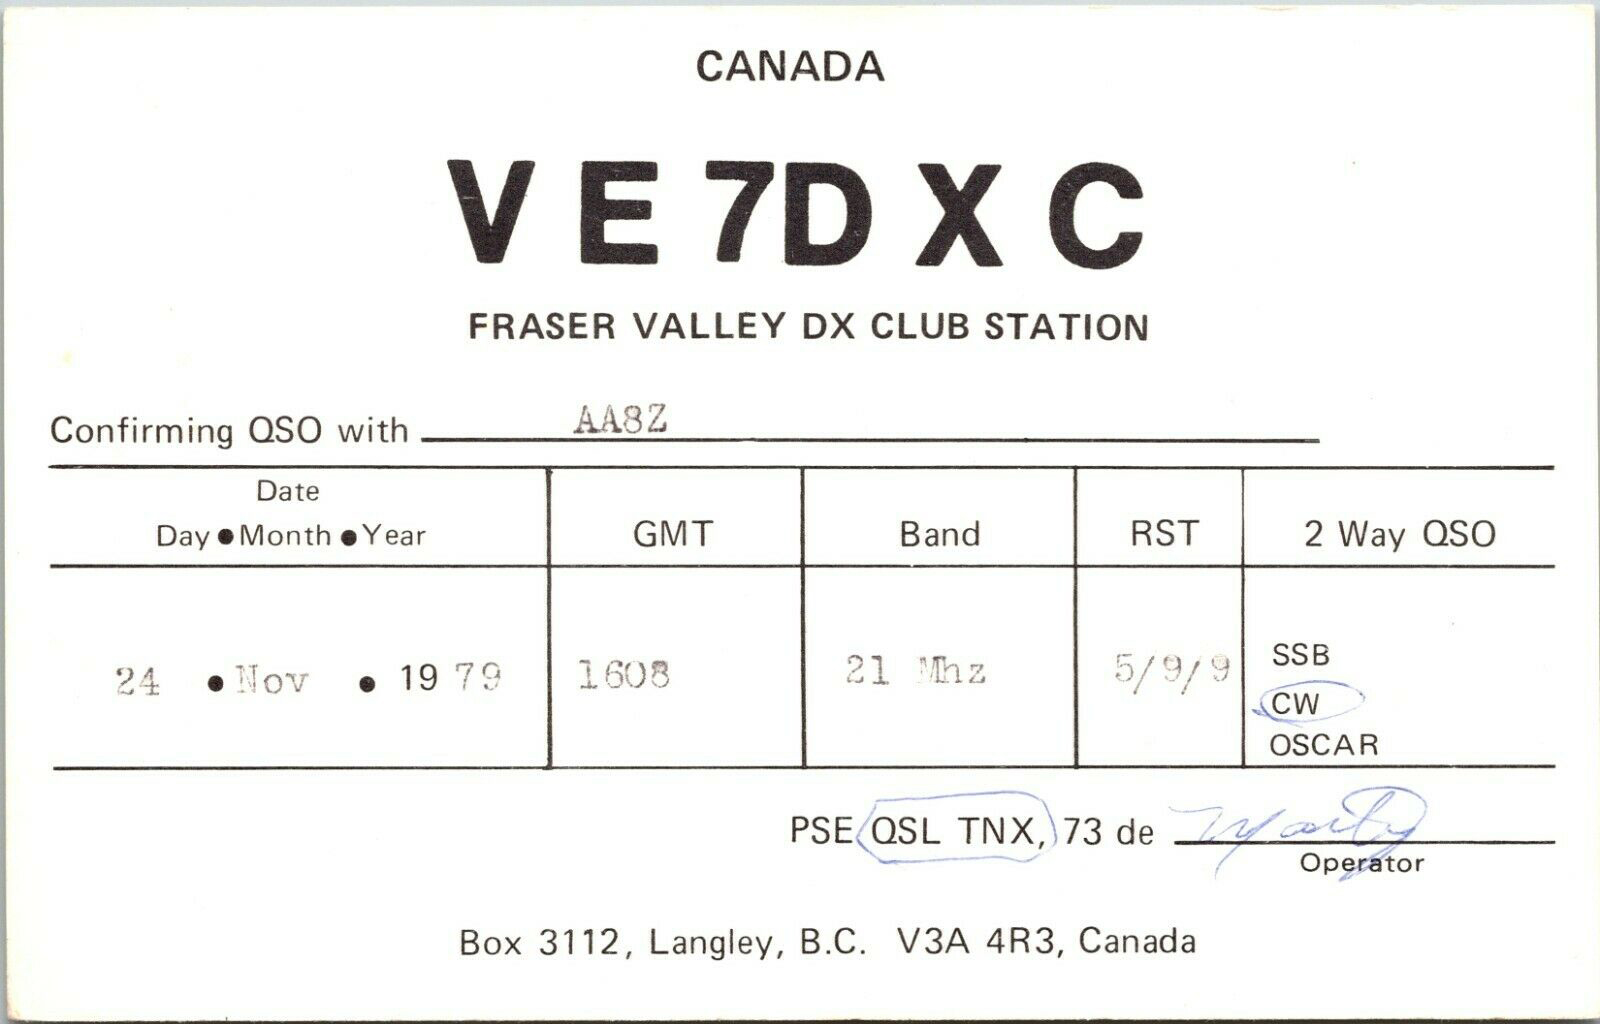 CANADA
VE7DXC
FRASER VALLEY DX CLUB STATION
Confirming QSO with AA8Z
Date
Day ● Month ● Year GMT Band RST 2 Way QSO
24 ● Nov ● 1979 1608 21 Mhz 5/9/9
SSB
CW
OSCAR
PSE QSL TNX, 73 de Marty
Operator
Box 3112, Langley, B.C. V3A 4R3, Canada